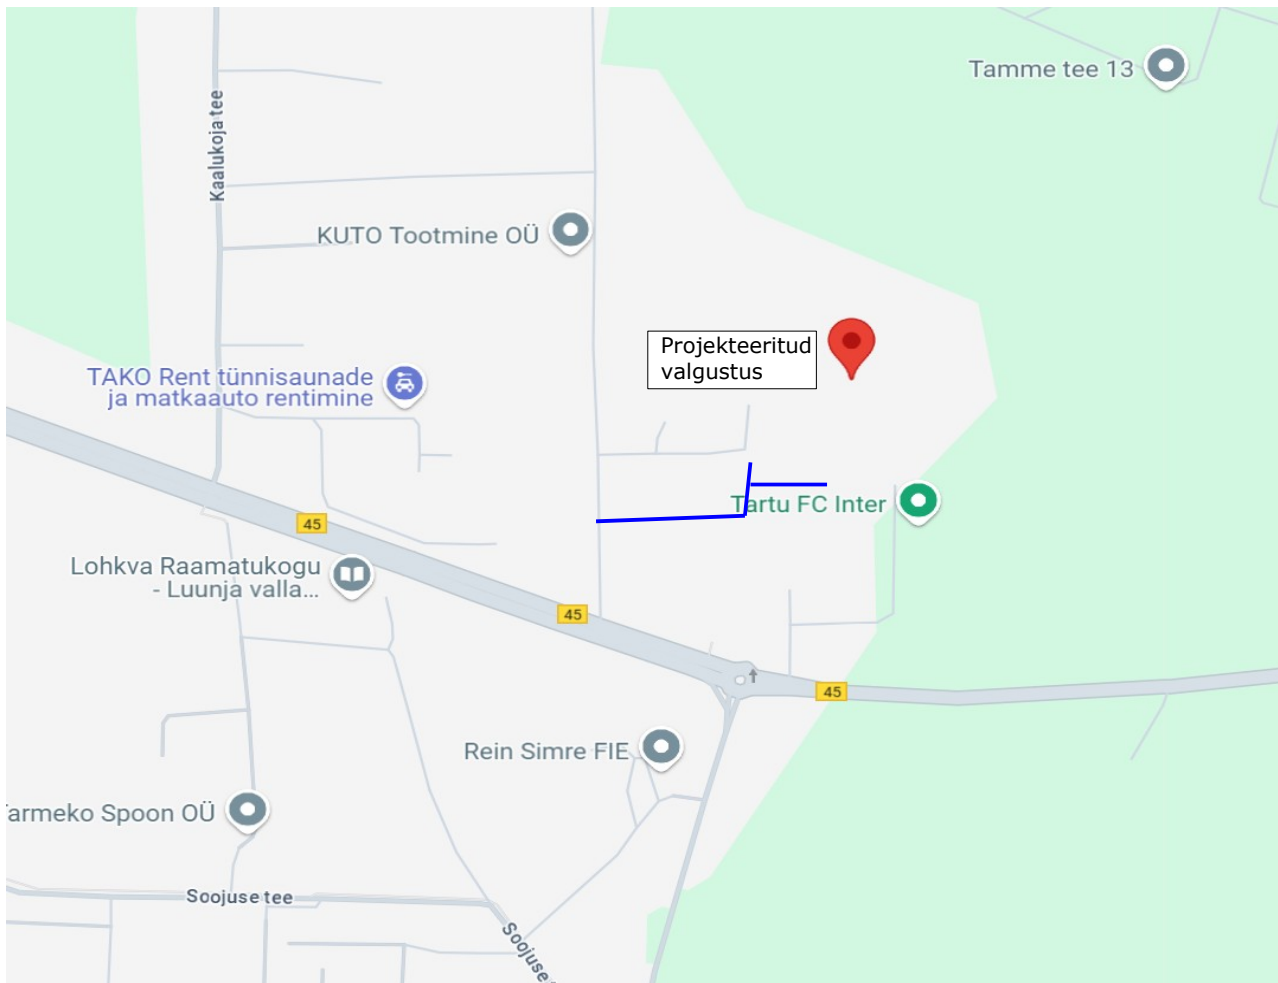 Tamme tee 13
Kaalukoja tee
KUTO Tootmine OÜ
Projekteeritud
valgustus
TAKO Rent tünnisaunade
ja matkaauto rentimine
Tartu FC Inter
45
Lohkva Raamatukogu
- Luunja valla...
45
45
Rein Simre FIE
armeko Spoon OÜ
Soojuse tee
Soojuse